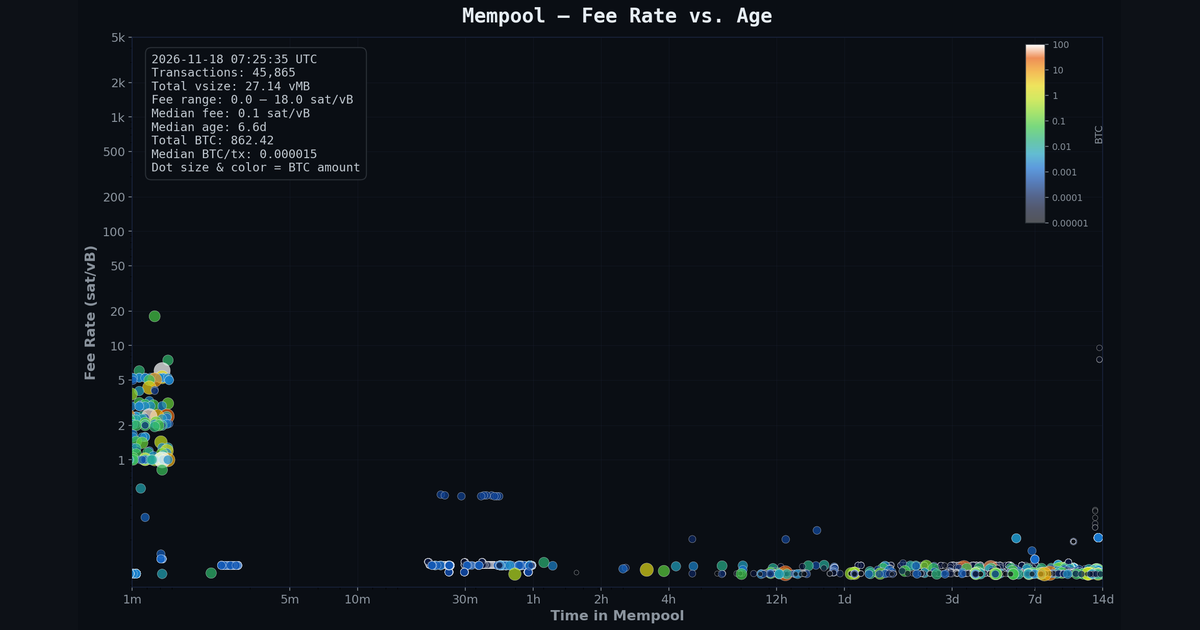 Mempool — Fee Rate vs. Age
2026-11-18 07:25:35 UTC
Transactions: 45,865
Total vsize: 27.14 vMB
Fee range: 0.0 – 18.0 sat/vB
Median fee: 0.1 sat/vB
Median age: 6.6d
Total BTC: 862.42
Median BTC/tx: 0.000015
Dot size & color = BTC amount
Fee Rate (sat/vB)
5k
2k
1k
500
200
100
50
20
10
5
2
1
100
10
1
0.1
0.01
0.001
0.0001
0.00001
BTC
1m
5m
10m
30m
1h
2h
4h
12h
1d
3d
7d
14d
Time in Mempool